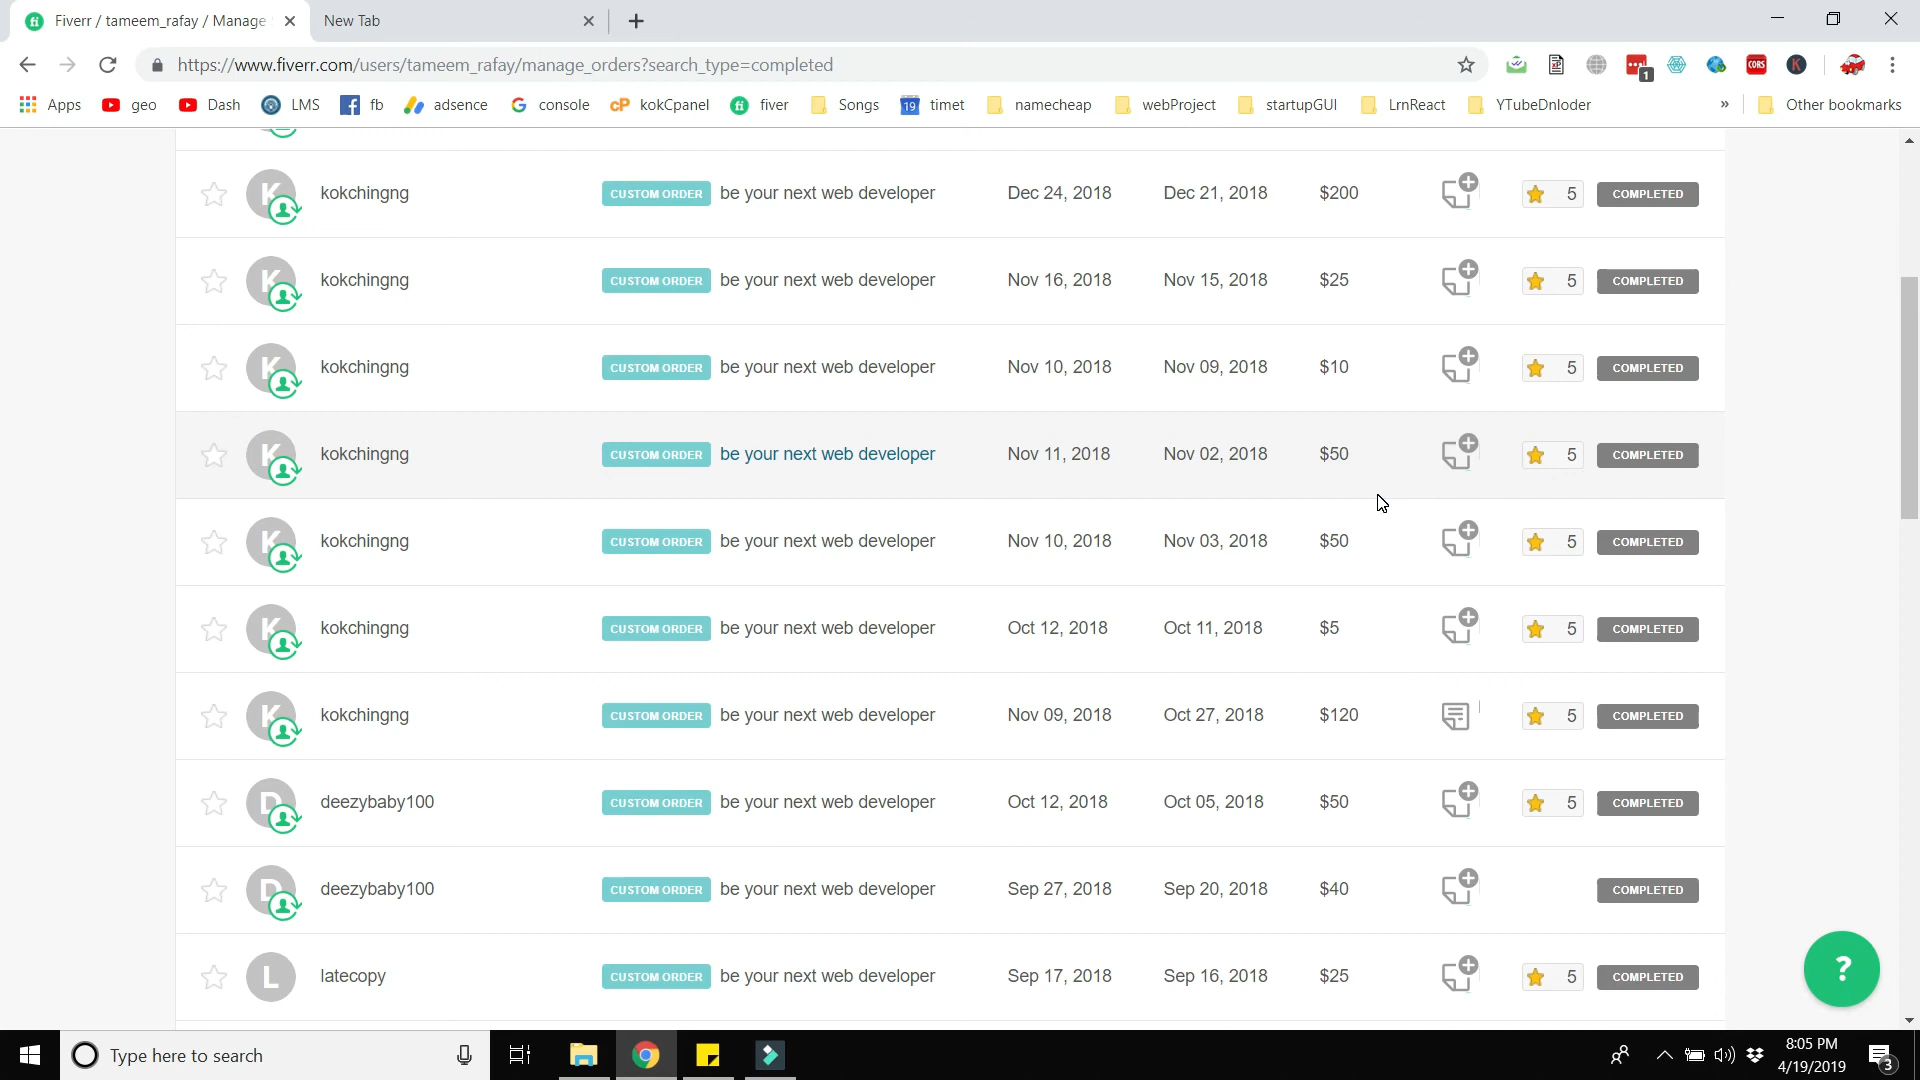 Fiverr / tameem_rafay / Manage
New Tab
https://www.fiverr.com/users/tameem_rafay/manage_orders?search_type=completed
CORS
K
1
Apps
geo
Dash
LMS
fb
adsence
console
cP kokCpanel
fiver
Songs
19 timet
namecheap
webProject
startupGUI
LrnReact
YTubeDnloder
»
Other bookmarks
K kokchingng CUSTOM ORDER be your next web developer Dec 24, 2018 Dec 21, 2018 $200 5 COMPLETED
K kokchingng CUSTOM ORDER be your next web developer Nov 16, 2018 Nov 15, 2018 $25 5 COMPLETED
K kokchingng CUSTOM ORDER be your next web developer Nov 10, 2018 Nov 09, 2018 $10 5 COMPLETED
K kokchingng CUSTOM ORDER be your next web developer Nov 11, 2018 Nov 02, 2018 $50 5 COMPLETED
K kokchingng CUSTOM ORDER be your next web developer Nov 10, 2018 Nov 03, 2018 $50 5 COMPLETED
K kokchingng CUSTOM ORDER be your next web developer Oct 12, 2018 Oct 11, 2018 $5 5 COMPLETED
K kokchingng CUSTOM ORDER be your next web developer Nov 09, 2018 Oct 27, 2018 $120 5 COMPLETED
D deezybaby100 CUSTOM ORDER be your next web developer Oct 12, 2018 Oct 05, 2018 $50 5 COMPLETED
D deezybaby100 CUSTOM ORDER be your next web developer Sep 27, 2018 Sep 20, 2018 $40 COMPLETED
L latecopy CUSTOM ORDER be your next web developer Sep 17, 2018 Sep 16, 2018 $25 5 COMPLETED
?
Type here to search
8:05 PM
4/19/2019
3